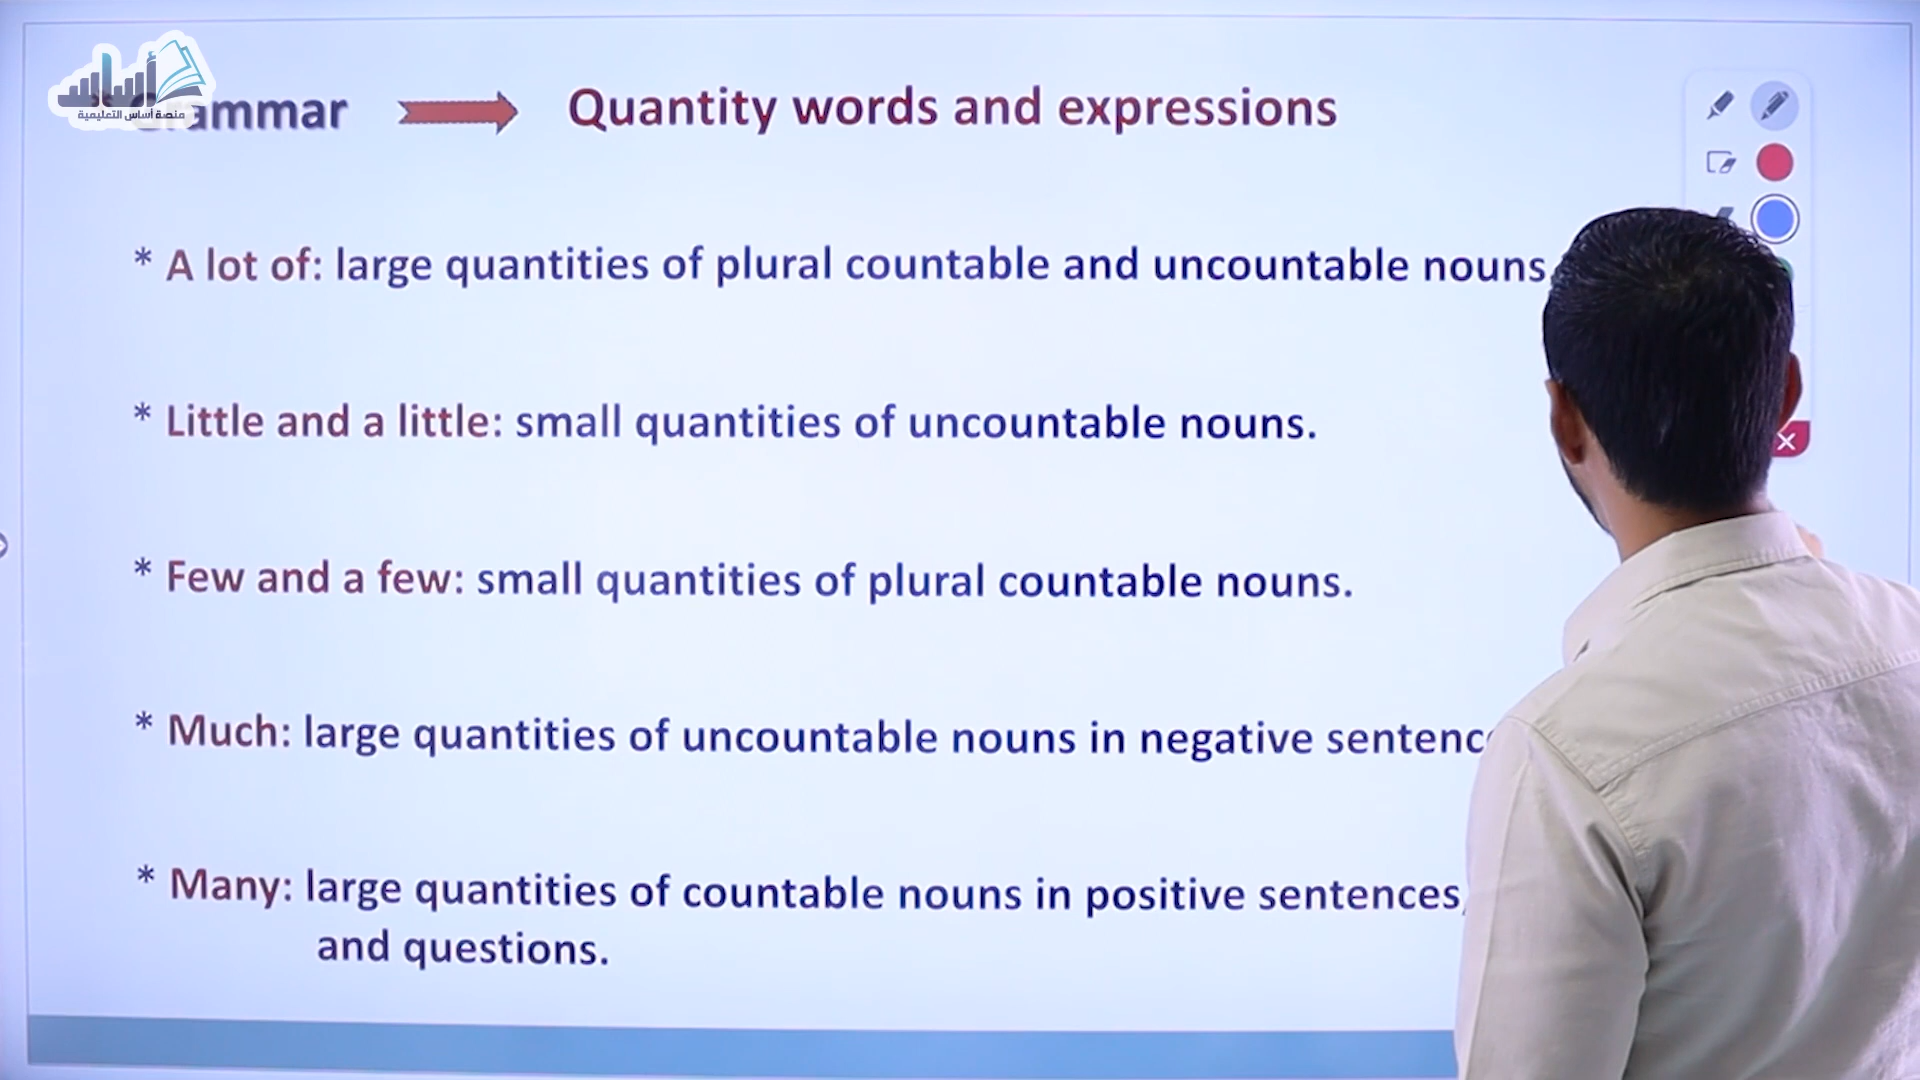 أساس
منصة أساس التعليمية
Grammar
Quantity words and expressions
* A lot of: large quantities of plural countable and uncountable nouns.
* Little and a little: small quantities of uncountable nouns.
* Few and a few: small quantities of plural countable nouns.
* Much: large quantities of uncountable nouns in negative
* Many: large quantities of countable nouns in positive sentences,
and questions.